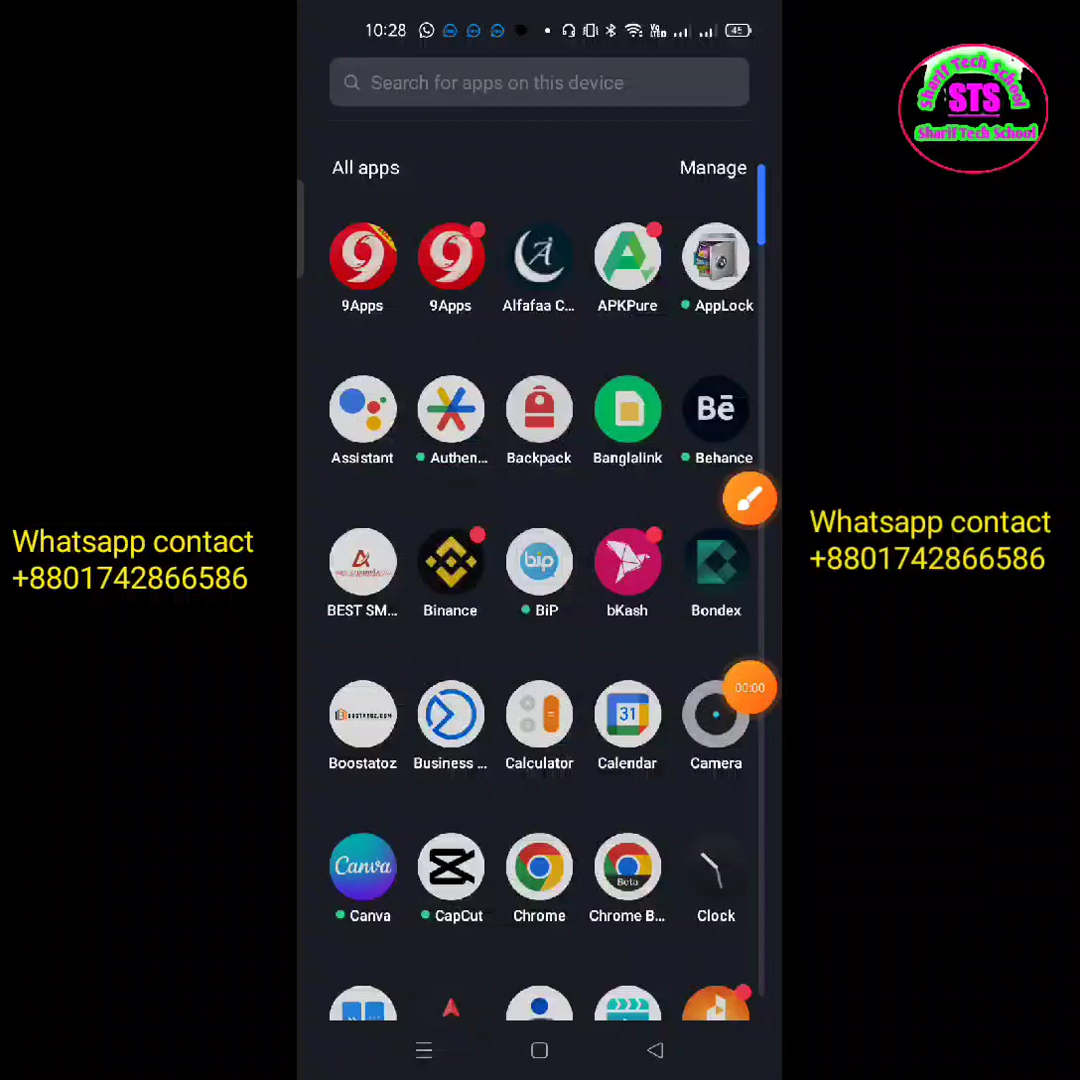 10:28
45
Search for apps on this device
Sharif Tech School
STS
Sharif Tech School
All apps
Manage
9Apps
9Apps
Alfafaa C...
APKPure
AppLock
Assistant
Authen...
Backpack
Banglalink
Bē
Behance
Whatsapp contact
+8801742866586
Whatsapp contact
+8801742866586
BEST SM...
Binance
bip
BiP
bKash
Bondex
00:00
BOOSTATOZ.COM
Boostatoz
Business ...
Calculator
31
Calendar
Camera
Canva
Canva
CapCut
Chrome
Beta
Chrome B...
Clock